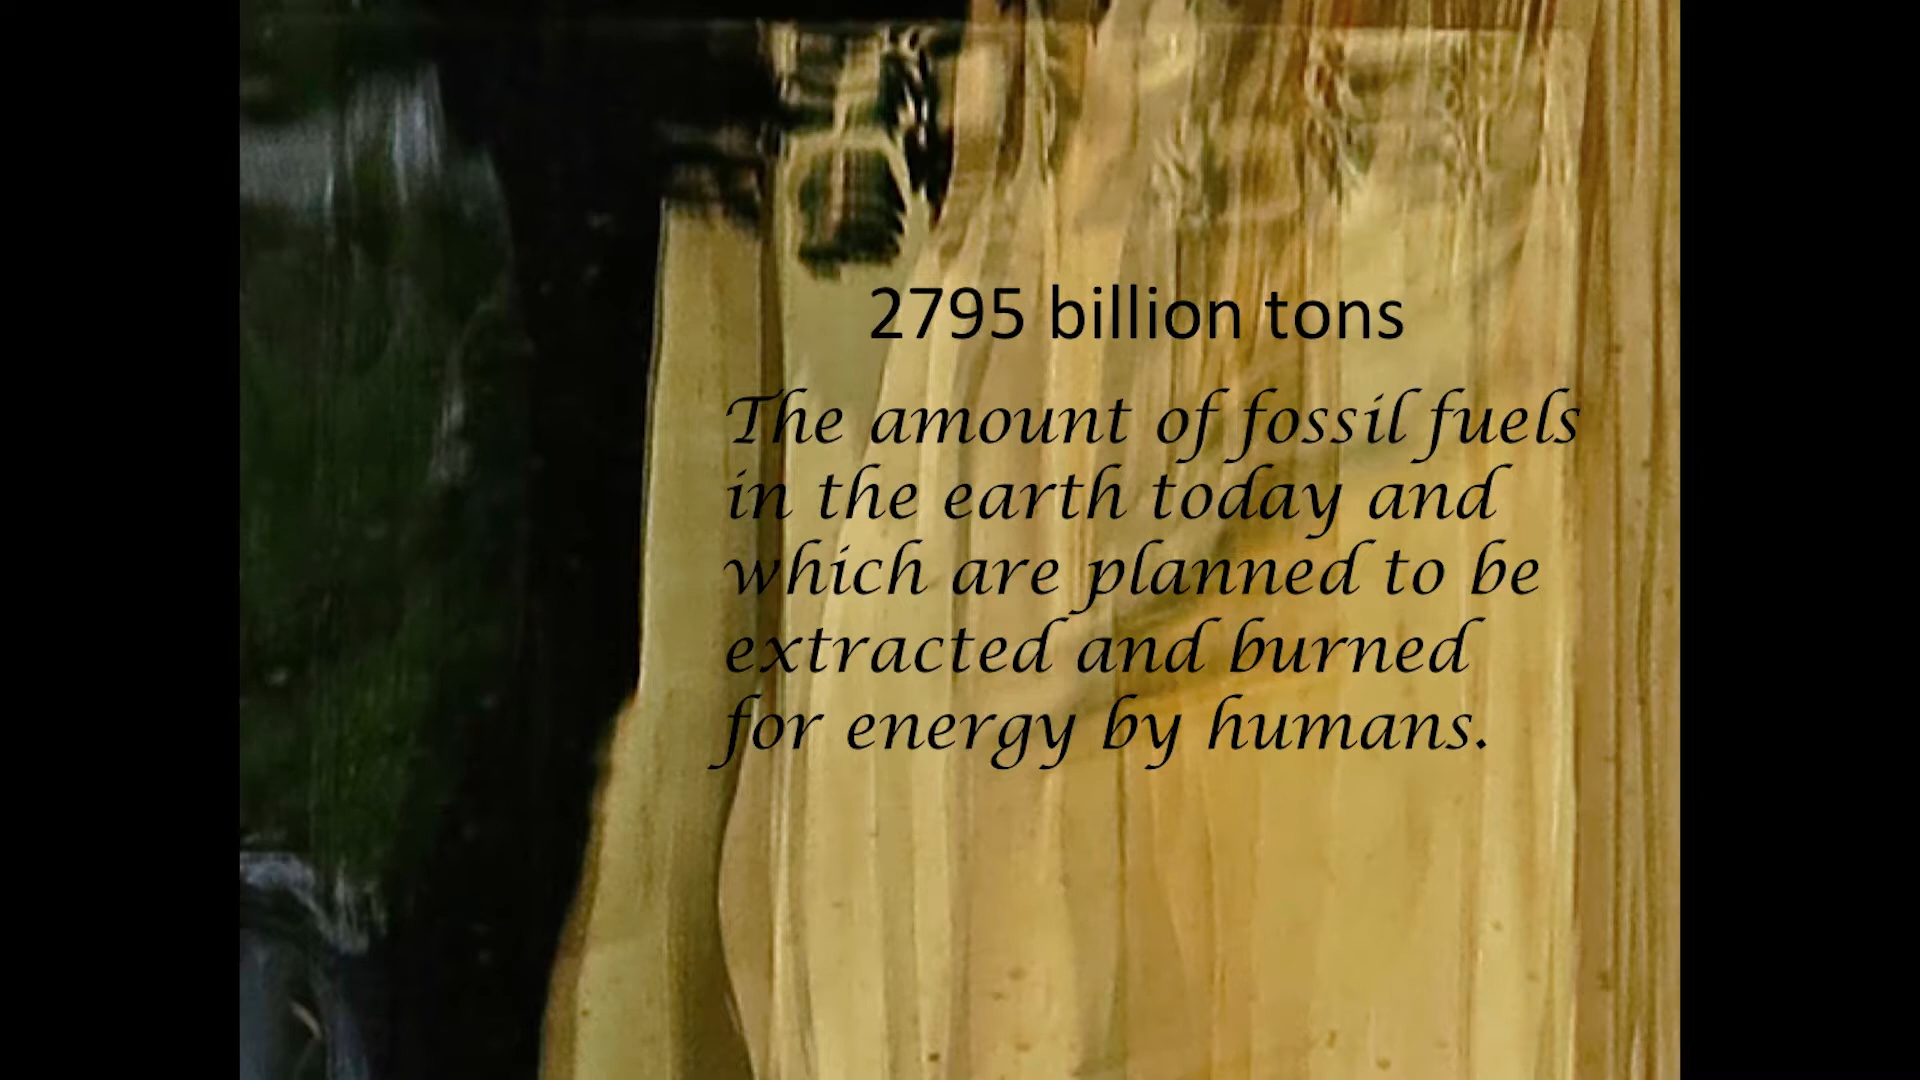 2795 billion tons
The amount of fossil fuels
in the earth today and
which are planned to be
extracted and burned
for energy by humans.